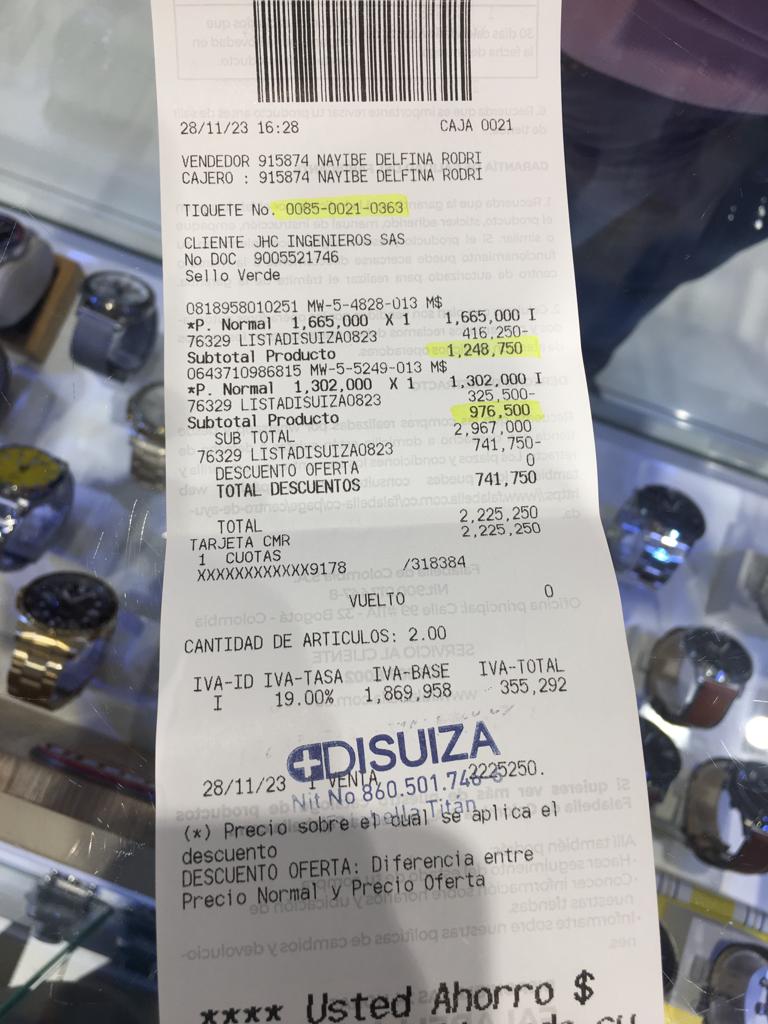 28/11/23 16:28 CAJA 0021
VENDEDOR 915874 NAYIBE DELFINA RODRI
CAJERO : 915874 NAYIBE DELFINA RODRI
TIQUETE No. 0085-0021-0363
CLIENTE JHC INGENIEROS SAS
No DOC 9005521746
Sello Verde
0818958010251 MW-5-4828-013 M$
*P. Normal 1,665,000 X 1 1,665,000 I
76329 LISTADISUIZA0823 416,250-
Subtotal Producto 1,248,750
0643710986815 MW-5-5249-013 M$
*P. Normal 1,302,000 X 1 1,302,000 I
76329 LISTADISUIZA0823 325,500-
Subtotal Producto 976,500
SUB TOTAL 2,967,000
76329 LISTADISUIZA0823 741,750-
DESCUENTO OFERTA 0
TOTAL DESCUENTOS 741,750
TOTAL 2,225,250
TARJETA CMR 2,225,250
1 CUOTAS
XXXXXXXXXXXX9178 /318384
VUELTO 0
CANTIDAD DE ARTICULOS: 2.00
IVA-ID IVA-TASA IVA-BASE IVA-TOTAL
I 19.00% 1,869,958 355,292
DISUIZA
28/11/23 1 VENTA 2225250.
Nit No 860.501.746
Titán
(*) Precio sobre el cual se aplica el
descuento
DESCUENTO OFERTA: Diferencia entre
Precio Normal y Precio Oferta
**** Usted Ahorro $